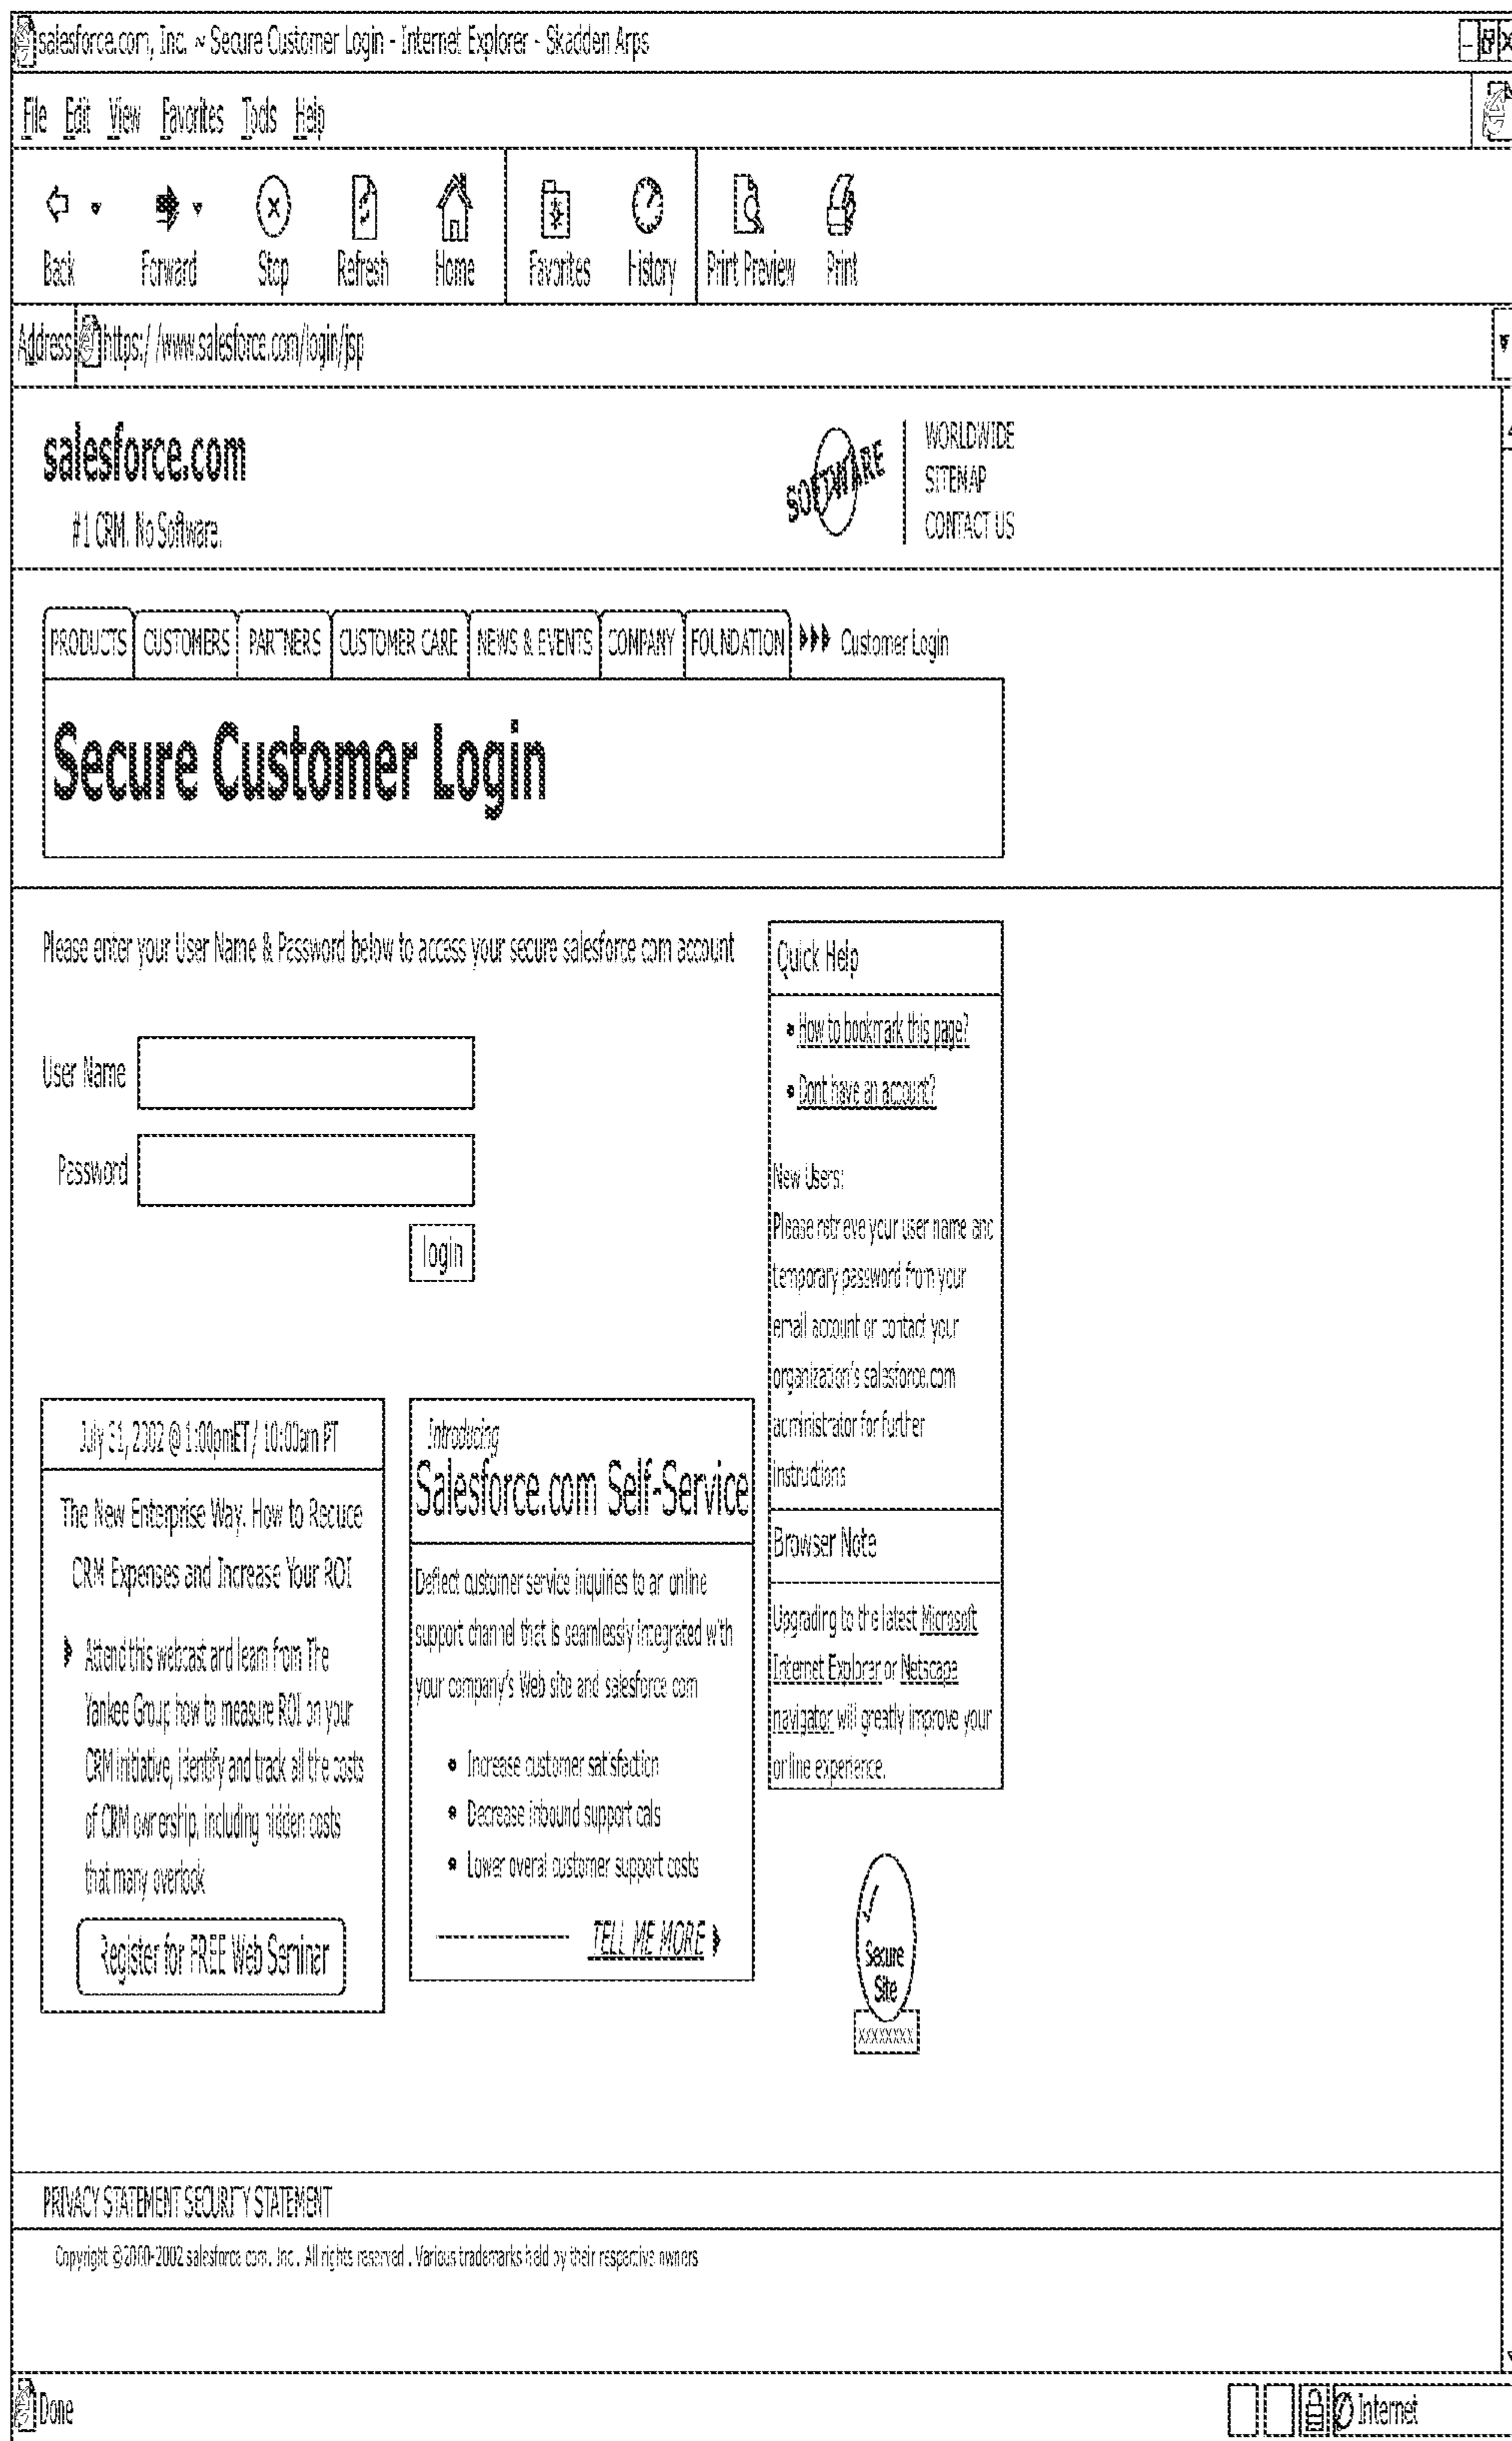 salesforce.com, Inc. ~ Secure Customer Login - Internet Explorer - Skadden Arps
File Edit View Favorites Tools Help
Back Forward Stop Refresh Home Favorites History Print Preview Print
Address https://www.salesforce.com/login/jsp
salesforce.com
#1 CRM. No Software.
SOFTWARE
WORLDWIDE
SITEMAP
CONTACT US
PRODUCTS CUSTOMERS PARTNERS CUSTOMER CARE NEWS & EVENTS COMPANY FOUNDATION Customer Login
Secure Customer Login
Please enter your User Name & Password below to access your secure salesforce com account
User Name
Password
login
Quick Help
• How to bookmark this page?
• Dont have an account?
New Users:
Please retrieve your user name and
temporary password from your
email account or contact your
organization's salesforce.com
administrator for further
instructions
Browser Note
Upgrading to the latest Microsoft
Internet Explorer or Netscape
navigator will greatly improve your
online experience.
July 31, 2002 @ 1:00pmET / 10:00am PT
The New Enterprise Way. How to Reduce
CRM Expenses and Increase Your ROI
Attend this webcast and learn from The
Yankee Group how to measure ROI on your
CRM initiative, identify and track all the costs
of CRM ownership, including hidden costs
that many overlook
Register for FREE Web Seminar
Introducing
Salesforce.com Self-Service
Deflect customer service inquiries to an online
support channel that is seamlessly integrated with
your company's Web site and salesforce com
• Increase customer satisfaction
• Decrease inbound support calls
• Lower overal customer support costs
TELL ME MORE
Secure
Site
xxxxxxxx
PRIVACY STATEMENT SECURITY STATEMENT
Copyright @2000-2002 salesforce com. Inc. All rights reserved . Various trademarks held by their respective owners
Done
Internet